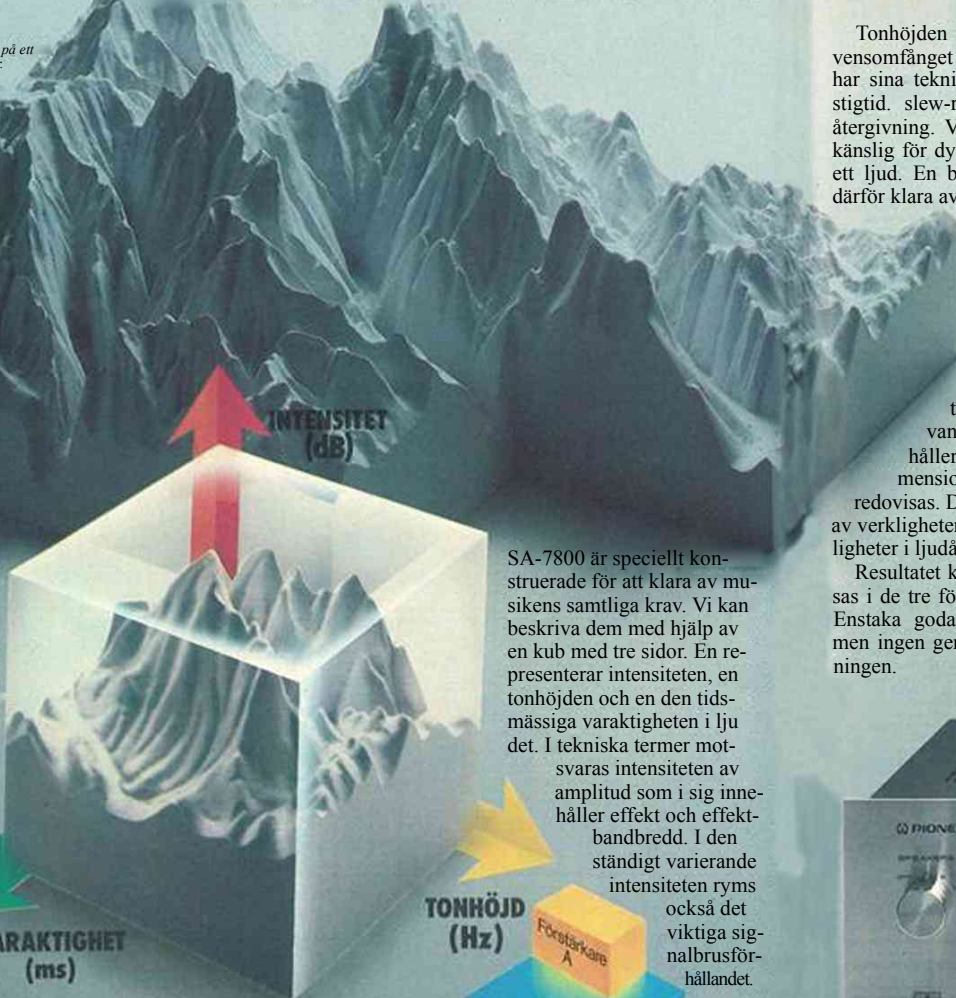 på ett
INTENSITET
(dB)
SA-7800 är speciellt kon-
struerade för att klara av mu-
sikens samtliga krav. Vi kan
beskriva dem med hjälp av
en kub med tre sidor. En re-
presenterar intensiteten, en
tonhöjden och en den tids-
mässiga varaktigheten i lju
det. I tekniska termer mot-
svaras intensiteten av
amplitud som i sig inne-
håller effekt och effekt-
bandbredd. I den
ständigt varierande
intensiteten ryms
också det
viktiga sig-
nalbrusför-
hållandet.
TONHÖJD
(Hz)
Förstärkare
A
ARAKTIGHET
(ms)
Tonhöjden
vensomfånget
har sina tekni
stigtid. slew-r
återgivning. V
känslig för dy
ett ljud. En b
därför klara av
t
van
håller
mensio
redovisas. D
av verkligheter
ligheter i ljudå
Resultatet k
sas i de tre fö
Enstaka goda
men ingen ger
ningen.
PIONE
SPEAKERS